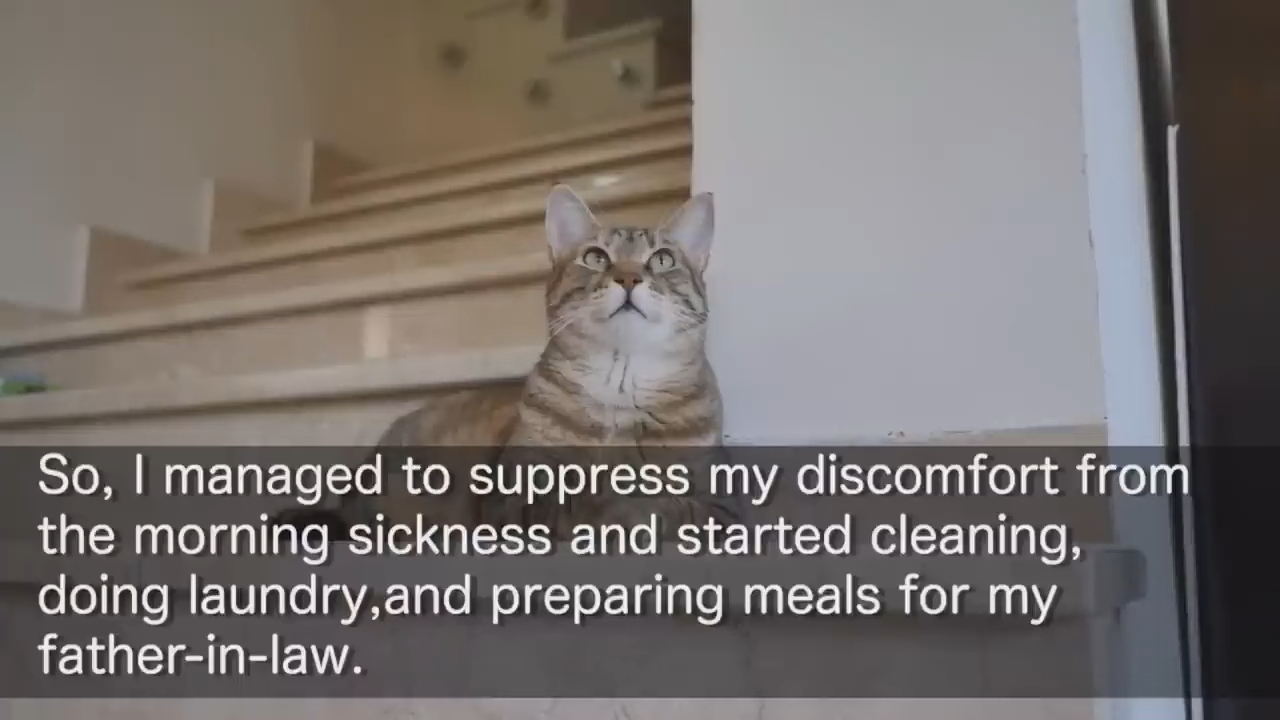 So, I managed to suppress my discomfort from
the morning sickness and started cleaning,
doing laundry,and preparing meals for my
father-in-law.